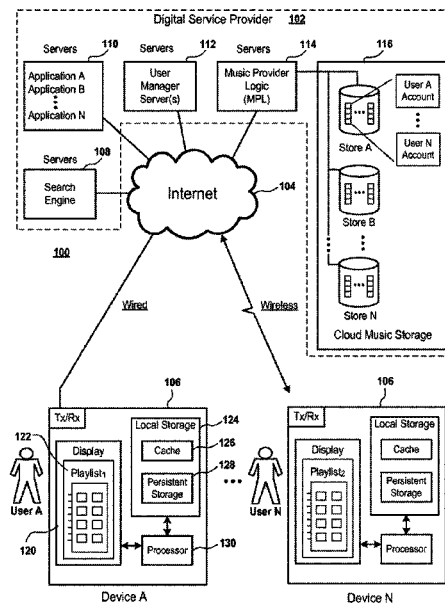 Digital Service Provider 102
Servers 110
Application A
Application B
Application N
Servers 112
User
Manager
Server(s)
Servers 114
Music Provider
Logic
(MPL)
116
User A
Account
Store A
User N
Account
Servers
108
Search
Engine
Internet
104
Store B
100
Store N
Cloud Music Storage
Wired
Wireless
106
Tx/Rx
122
Display
Playlist1
Local Storage
124
Cache
126
Persistent
Storage
128
User A
120
Processor
130
Device A
106
Tx/Rx
Display
Playlist2
Local Storage
Cache
Persistent
Storage
User N
Processor
Device N